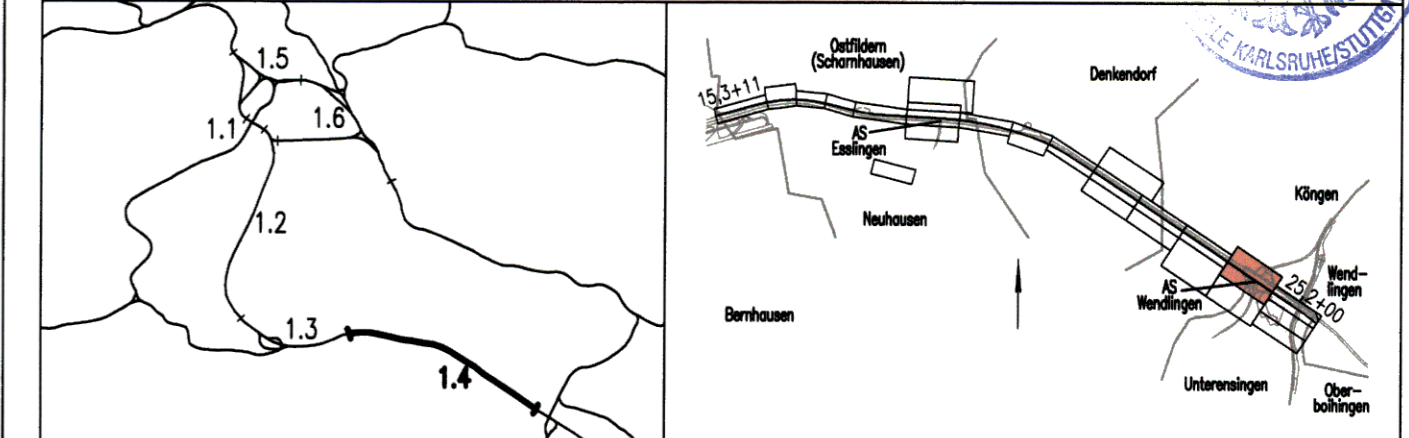 1.5
1.6
1.1
1.2
1.3
1.4
15,3+11
Ostfildern
(Scharnhausen)
Denkendorf
AS
Esslingen
Neuhausen
Köngen
Wend–
lingen
AS
Wendlingen
25,2+00
Bernhausen
Unterensingen
Ober–
boihingen
KARLSRUHE/STUTTG